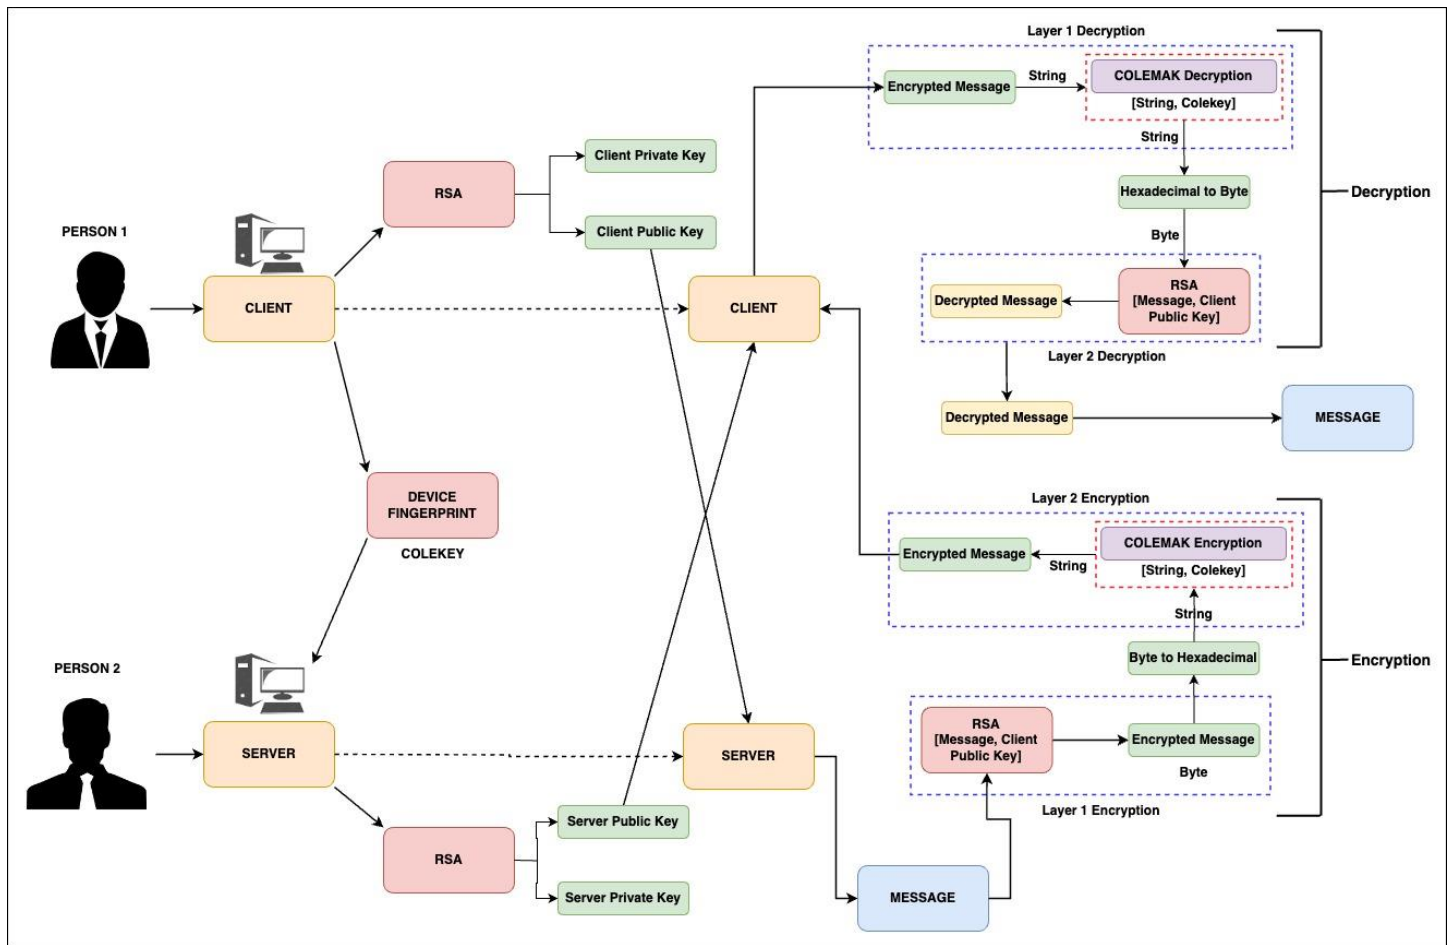 Layer 1 Decryption
Encrypted Message
String
COLEMAK Decryption
[String, Colekey]
String
Hexadecimal to Byte
Byte
RSA
[Message, Client
Public Key]
Decrypted Message
Layer 2 Decryption
Decryption
Decrypted Message
MESSAGE
Client Private Key
RSA
Client Public Key
PERSON 1
CLIENT
CLIENT
DEVICE
FINGERPRINT
COLEKEY
Layer 2 Encryption
Encrypted Message
String
COLEMAK Encryption
[String, Colekey]
String
Byte to Hexadecimal
Encryption
RSA
[Message, Client
Public Key]
Encrypted Message
Byte
Layer 1 Encryption
PERSON 2
SERVER
SERVER
Server Public Key
RSA
Server Private Key
MESSAGE